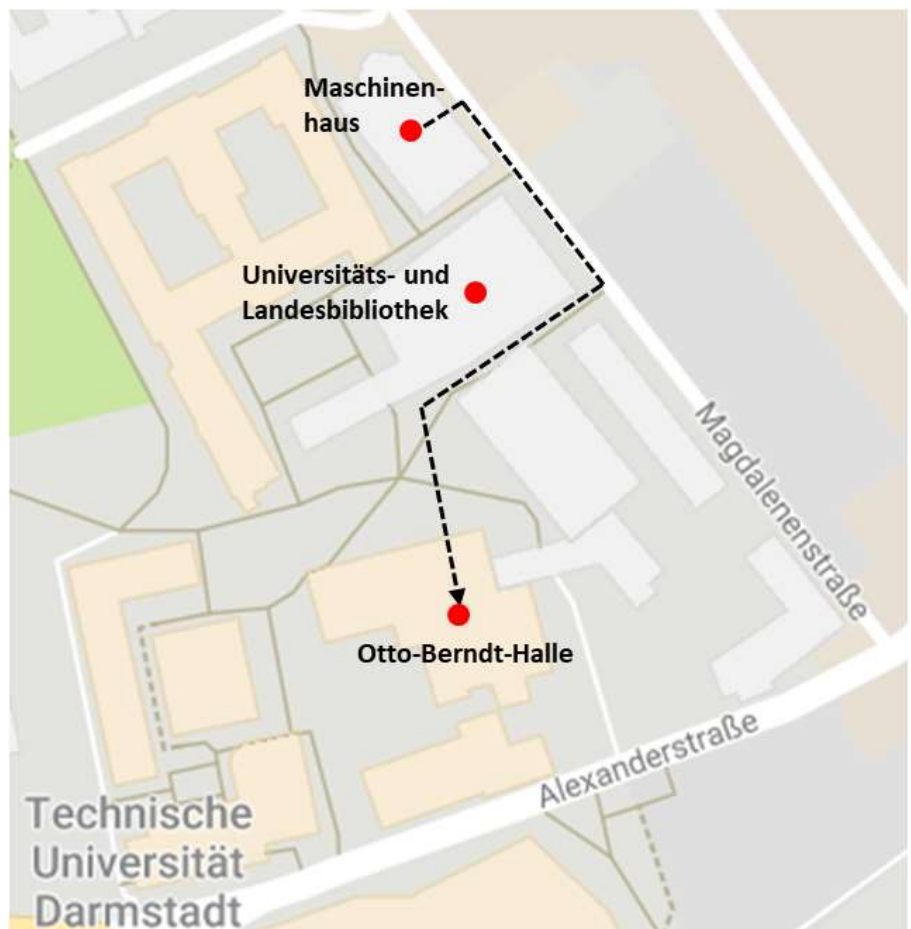 Maschinen-
haus
Universitäts- und
Landesbibliothek
Magdalenenstraße
Otto-Berndt-Halle
Alexanderstraße
Technische
Universität
Darmstadt